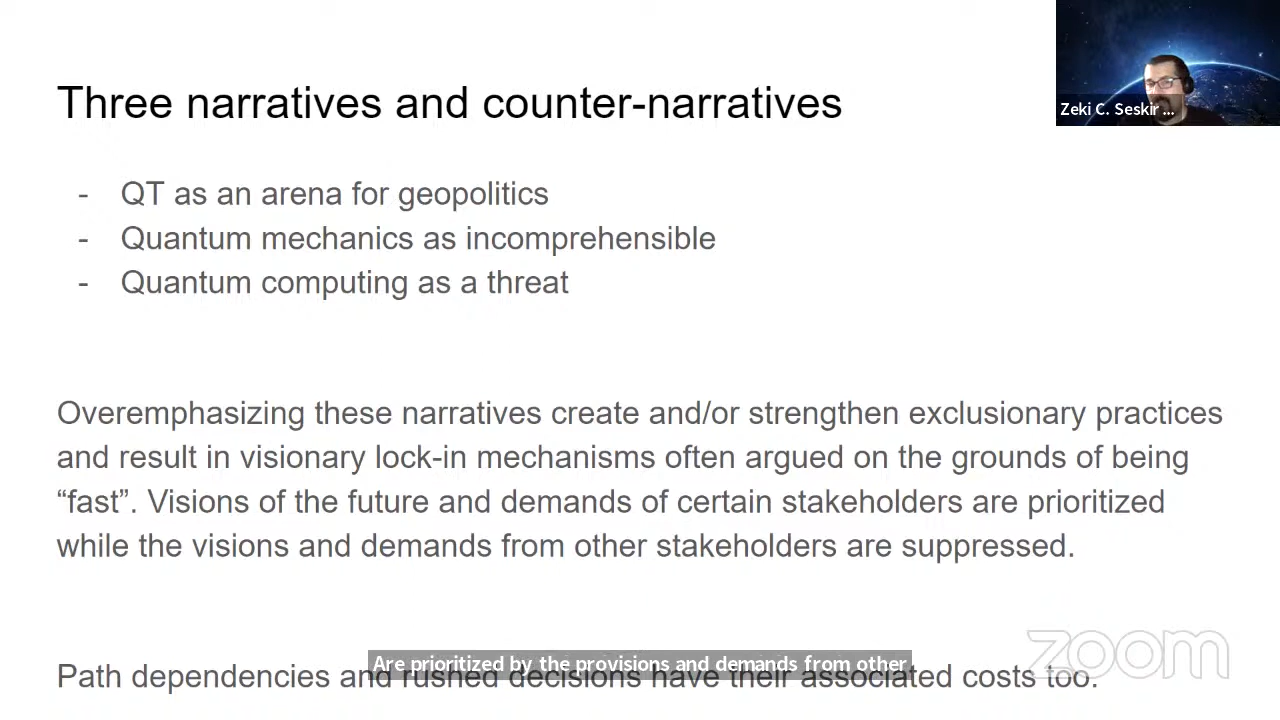 Three narratives and counter-narratives
Zeki C. Seskir ...
- QT as an arena for geopolitics
- Quantum mechanics as incomprehensible
- Quantum computing as a threat
Overemphasizing these narratives create and/or strengthen exclusionary practices
and result in visionary lock-in mechanisms often argued on the grounds of being
“fast”. Visions of the future and demands of certain stakeholders are prioritized
while the visions and demands from other stakeholders are suppressed.
zoom
Are prioritized by the provisions and demands from other
Path dependencies and rushed decisions have their associated costs too.